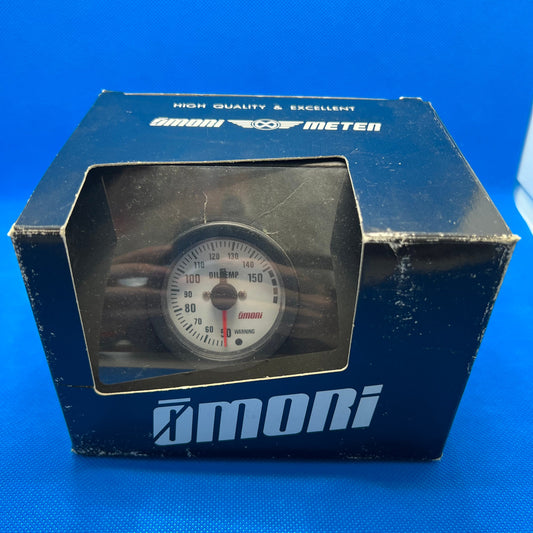 HIGH QUALITY & EXCELLENT
ŌMORI METER
120 130
110 140
100 OIL TEMP 150
90
80 ōmori
70
60 50 WARNING
ŌMORI